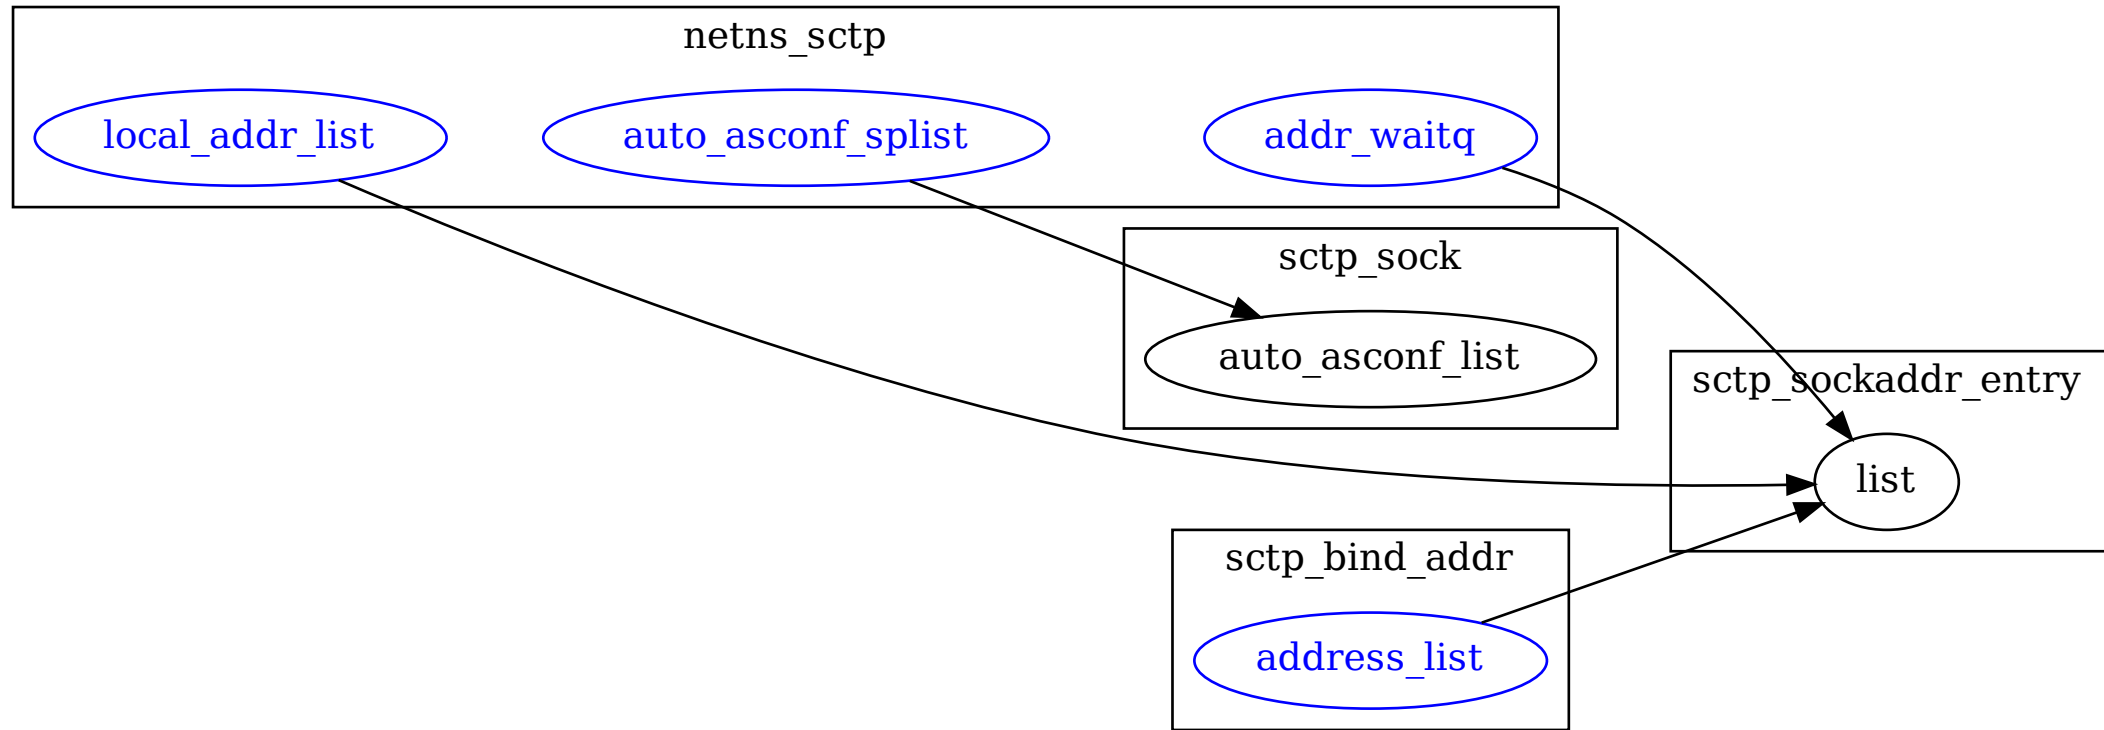 netns_sctp
local_addr_list
auto_asconf_splist
addr_waitq
sctp_sock
auto_asconf_list
sctp_sockaddr_entry
list
sctp_bind_addr
address_list